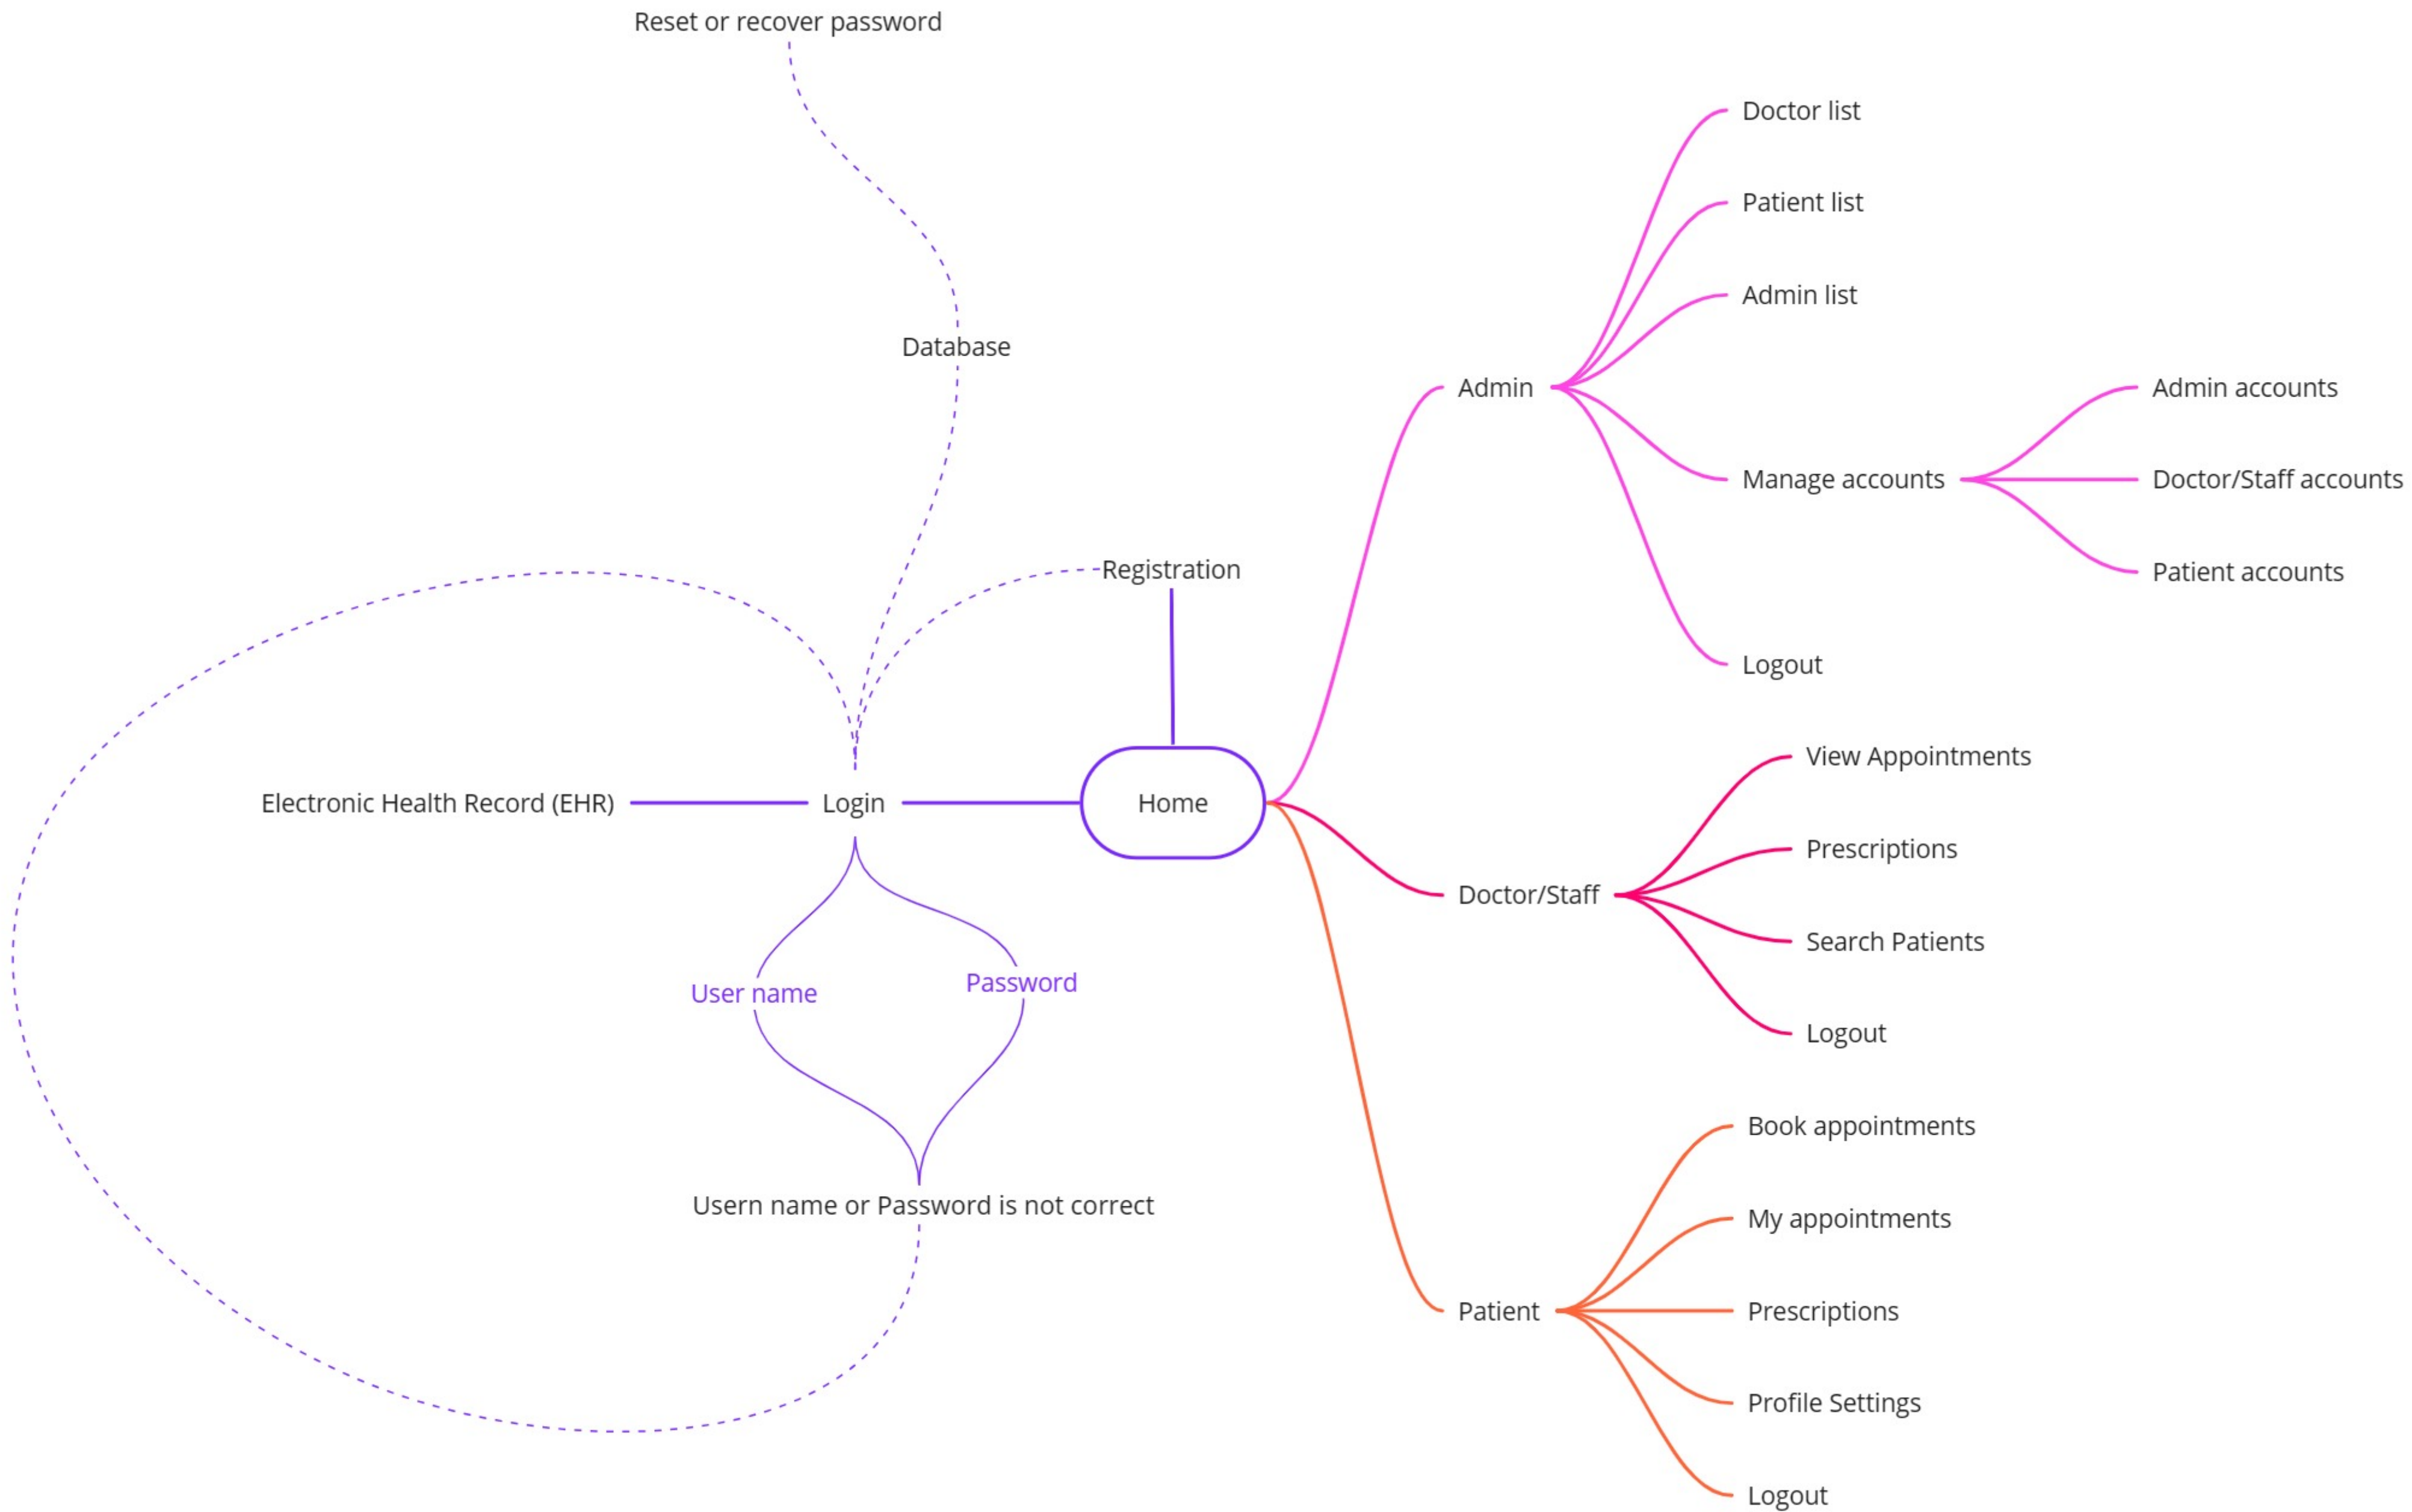 Reset or recover password
Database
Registration
Electronic Health Record (EHR)
Login
Home
User name
Password
Usern name or Password is not correct
Admin
Doctor list
Patient list
Admin list
Manage accounts
Admin accounts
Doctor/Staff accounts
Patient accounts
Logout
Doctor/Staff
View Appointments
Prescriptions
Search Patients
Logout
Patient
Book appointments
My appointments
Prescriptions
Profile Settings
Logout